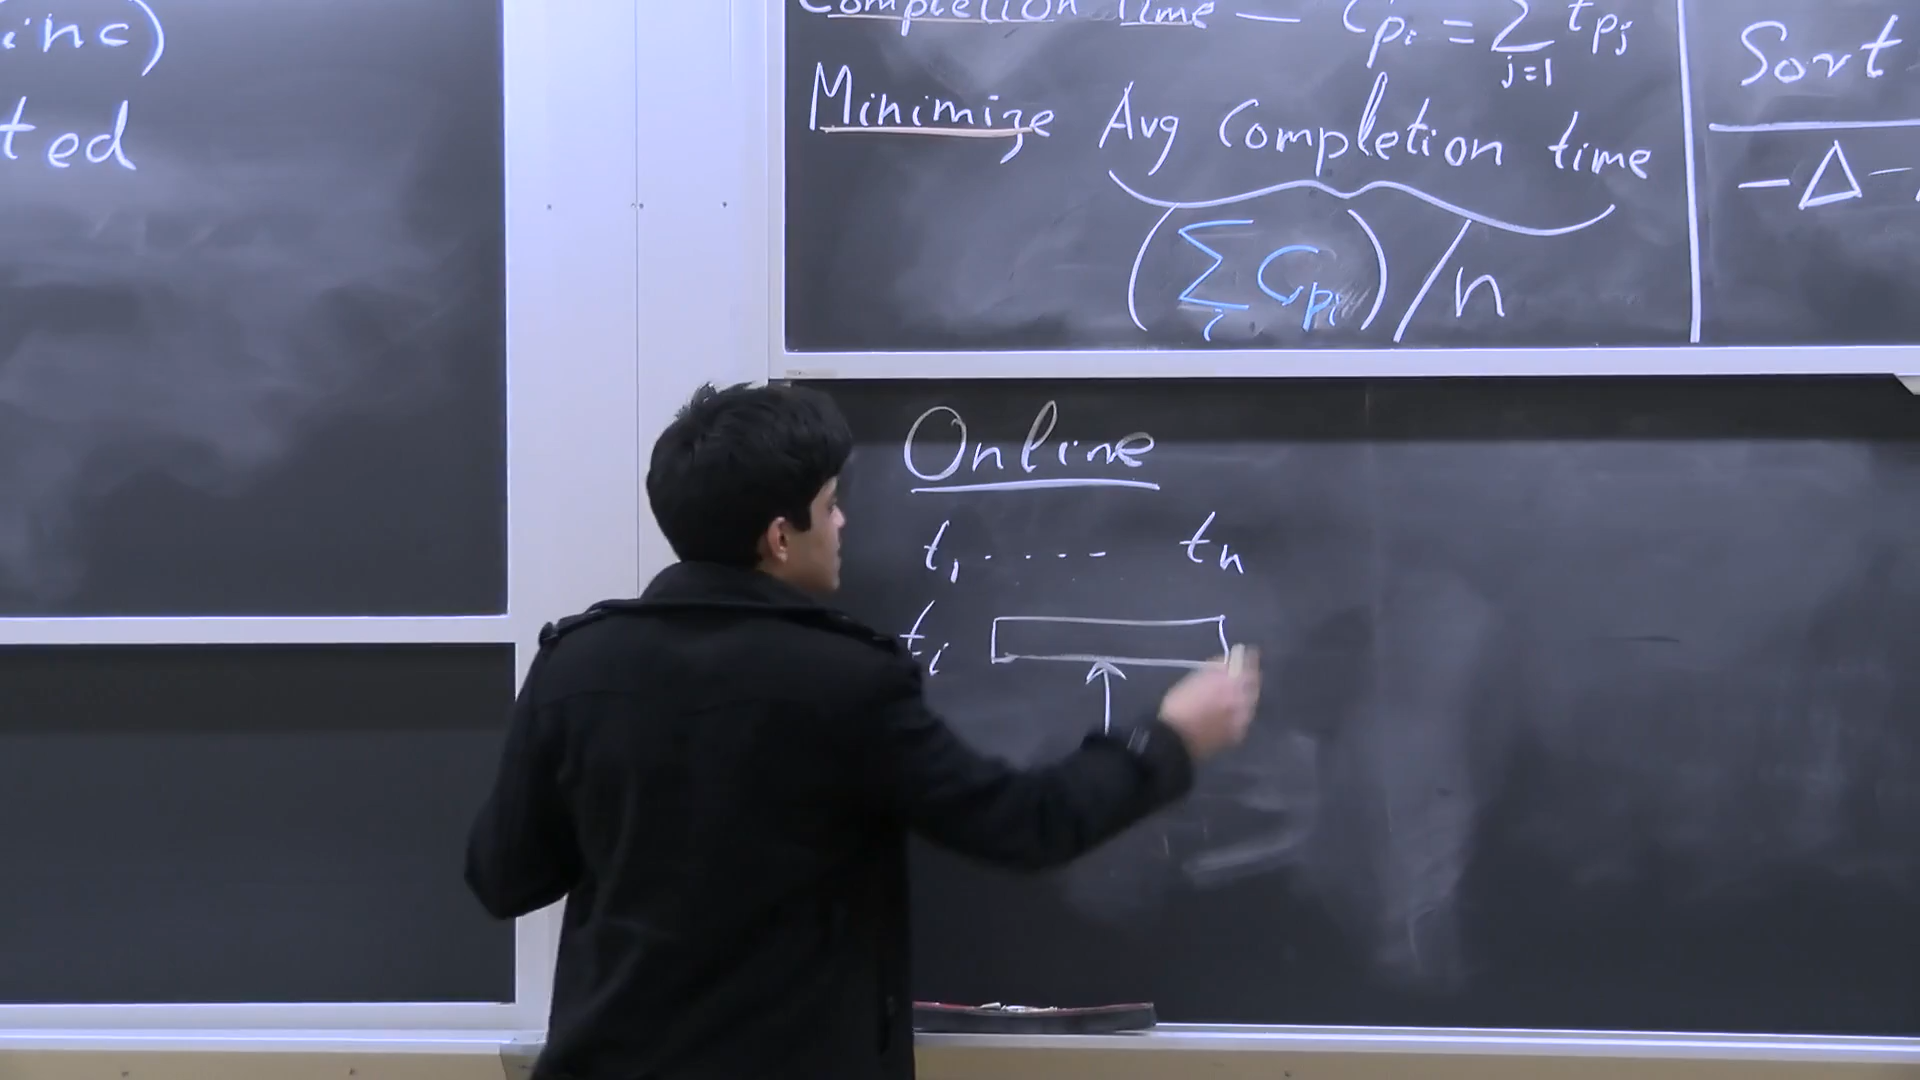 inc)
ted
Completion Time — Cpi = ∑ tpj
j=1
Minimize Avg Completion time
(∑ Cpi)/n
i
Sort
-Δ-
Online
t1 ..... tn
ti